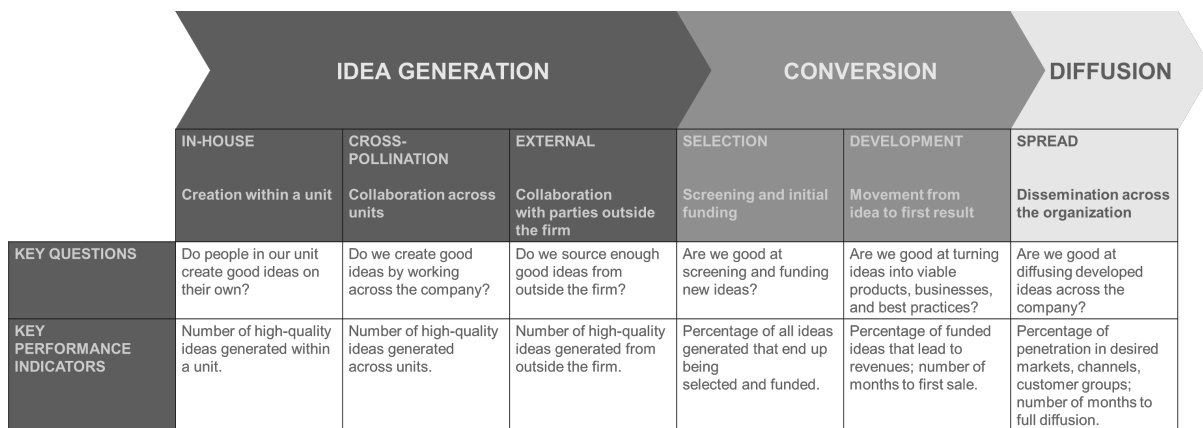 IDEA GENERATION
CONVERSION
DIFFUSION
IN-HOUSE
Creation within a unit
CROSS-
POLLINATION
Collaboration across
units
EXTERNAL
Collaboration
with parties outside
the firm
SELECTION
Screening and initial
funding
DEVELOPMENT
Movement from
idea to first result
SPREAD
Dissemination across
the organization
KEY QUESTIONS
Do people in our unit
create good ideas on
their own?
Do we create good
ideas by working
across the company?
Do we source enough
good ideas from
outside the firm?
Are we good at
screening and funding
new ideas?
Are we good at turning
ideas into viable
products, businesses,
and best practices?
Are we good at
diffusing developed
ideas across the
company?
KEY
PERFORMANCE
INDICATORS
Number of high-quality
ideas generated within
a unit.
Number of high-quality
ideas generated
across units.
Number of high-quality
ideas generated from
outside the firm.
Percentage of all ideas
generated that end up
being
selected and funded.
Percentage of funded
ideas that lead to
revenues; number of
months to first sale.
Percentage of
penetration in desired
markets, channels,
customer groups;
number of months to
full diffusion.